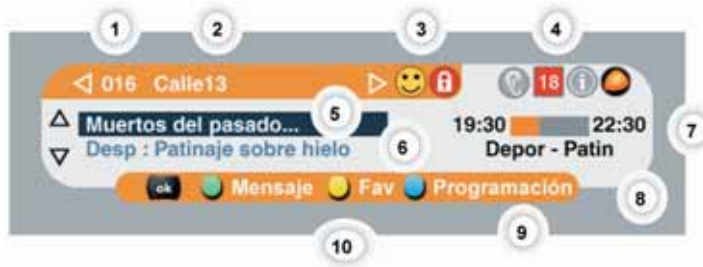 1 2 3 4
016 Calle13 18 i
5
Muertos del pasado... 19:30 22:30 7
Desp : Patinaje sobre hielo 6 Depor - Patin
8
ok Mensaje Fav Programación
10 9